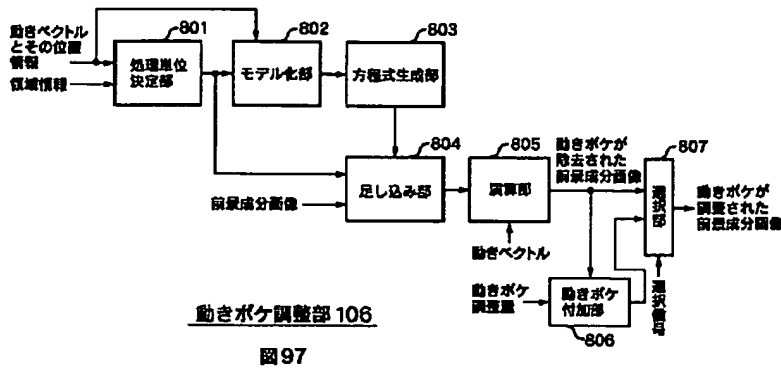 動きベクトル
とその位置
情報
領域情報
801
処理単位
決定部
802
モデル化部
803
方程式生成部
804
足し込み部
前景成分画像
805
演算部
動きベクトル
動きボケが
除去された
前景成分画像
807
選択部
動きボケが
調整された
前景成分画像
動きボケ
調整量
動きボケ
付加部
806
選択信号
動きボケ調整部 106
図97